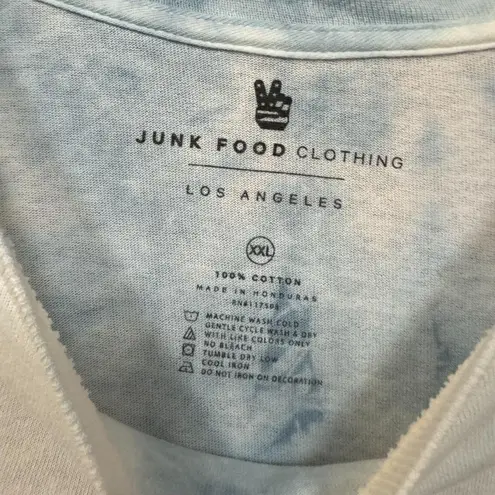 JUNK FOOD CLOTHING
LOS ANGELES
XXL
100% COTTON
MADE IN HONDURAS
MACHINE WASH COLD
GENTLE CYCLE WASH & DRY
WITH LIKE COLORS ONLY
NO BLEACH
TUMBLE DRY LOW
COOL IRON
DO NOT IRON ON DECORATION